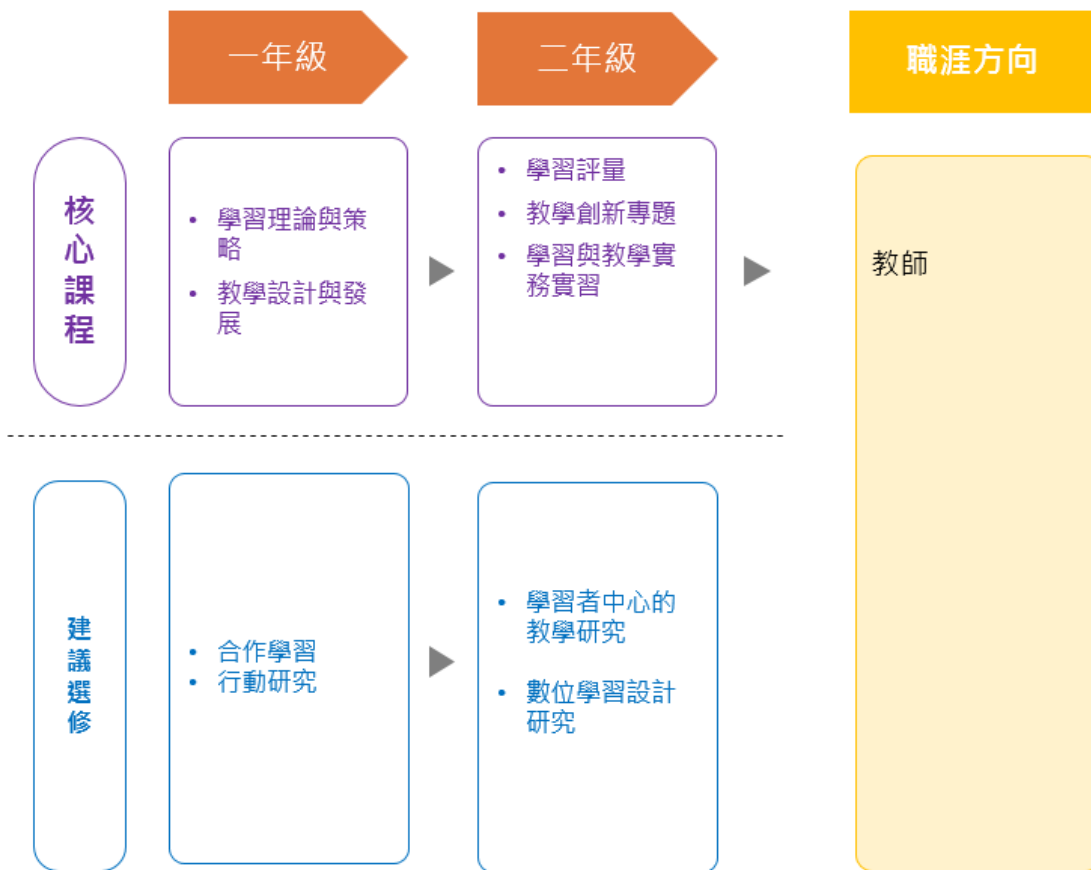 一年級
二年級
職涯方向
核心課程
• 學習理論與策
略
• 教學設計與發
展
• 學習評量
• 教學創新專題
• 學習與教學實
務實習
教師
建議選修
• 合作學習
• 行動研究
• 學習者中心的
教學研究
• 數位學習設計
研究